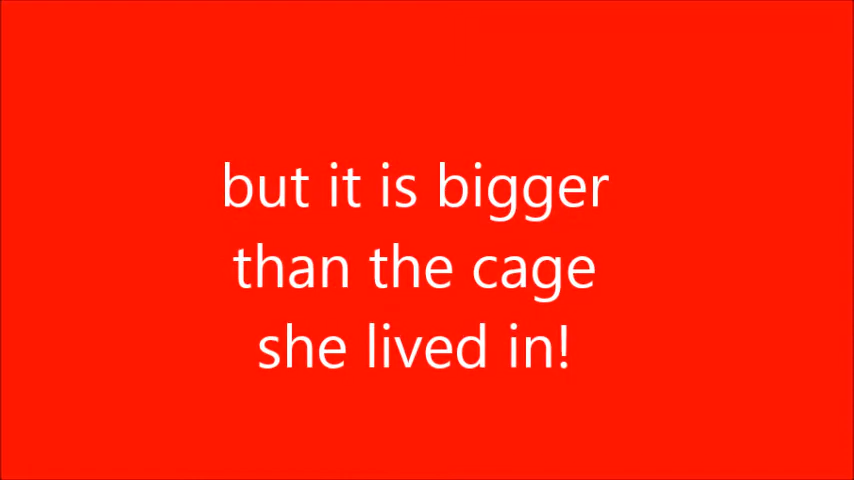 but it is bigger
than the cage
she lived in!